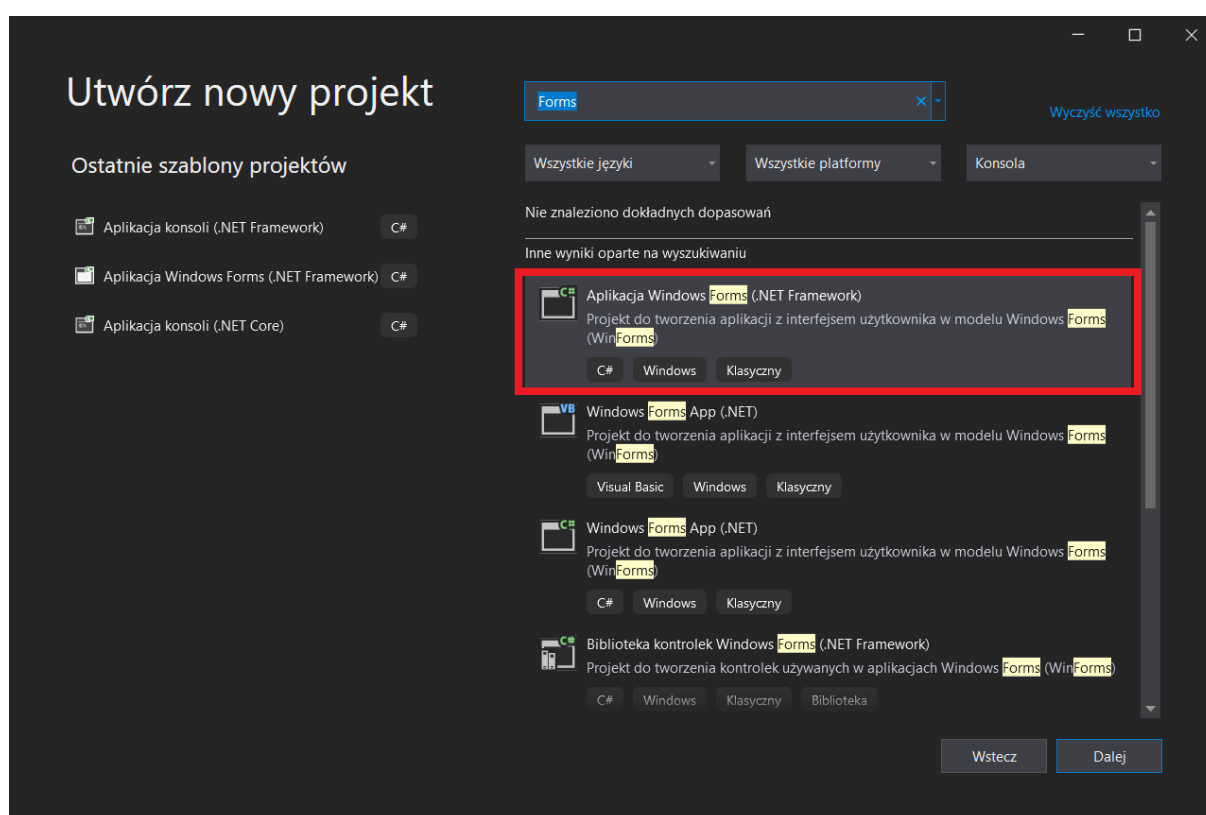 Utwórz nowy projekt
Ostatnie szablony projektów
Aplikacja konsoli (.NET Framework) C#
Aplikacja Windows Forms (.NET Framework) C#
Aplikacja konsoli (.NET Core) C#
Forms
Wyczyść wszystko
Wszystkie języki
Wszystkie platformy
Konsola
Nie znaleziono dokładnych dopasowań
Inne wyniki oparte na wyszukiwaniu
C#
Aplikacja Windows Forms (.NET Framework)
Projekt do tworzenia aplikacji z interfejsem użytkownika w modelu Windows Forms
(WinForms)
C# Windows Klasyczny
VB
Windows Forms App (.NET)
Projekt do tworzenia aplikacji z interfejsem użytkownika w modelu Windows Forms
(WinForms)
Visual Basic Windows Klasyczny
C#
Windows Forms App (.NET)
Projekt do tworzenia aplikacji z interfejsem użytkownika w modelu Windows Forms
(WinForms)
C# Windows Klasyczny
C#
Biblioteka kontrolek Windows Forms (.NET Framework)
Projekt do tworzenia kontrolek używanych w aplikacjach Windows Forms (WinForms)
C# Windows Klasyczny Biblioteka
Wstecz
Dalej